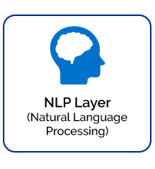 NLP Layer
(Natural Language
Processing)